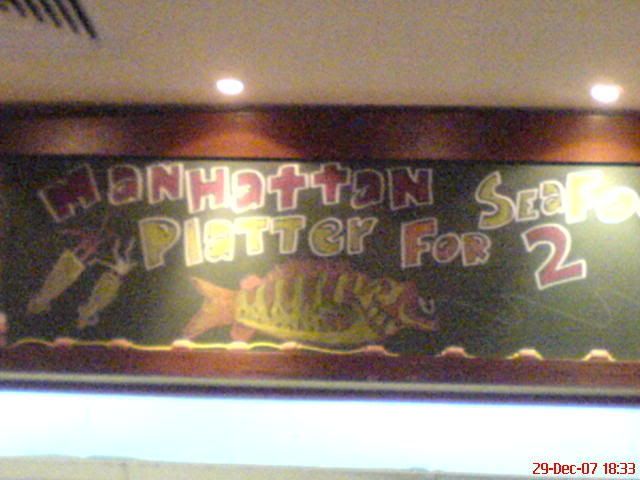 Manhattan Seafo
Platter For 2
29-Dec-07 18:33